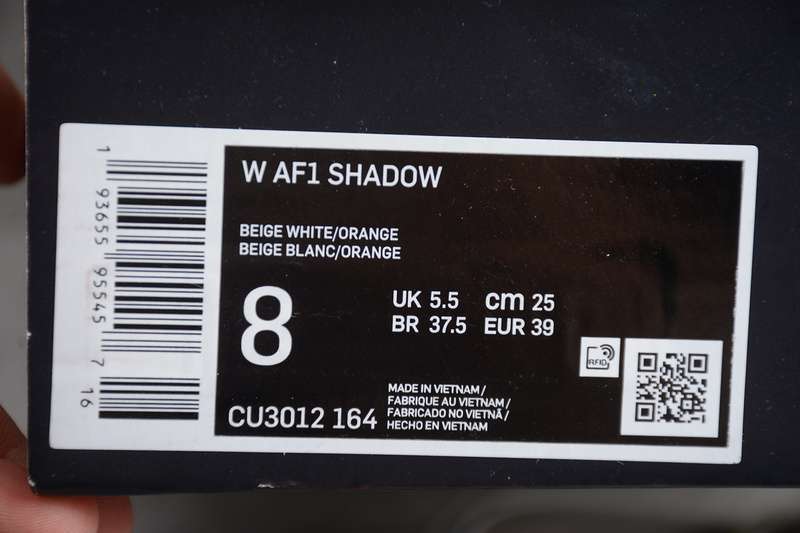 W AF1 SHADOW
BEIGE WHITE/ORANGE
BEIGE BLANC/ORANGE
8
UK 5.5 cm 25
BR 37.5 EUR 39
RFID
CU3012 164
MADE IN VIETNAM/
FABRIQUE AU VIETNAM/
FABRICADO NO VIETNÃ/
HECHO EN VIETNAM
1 93655 95545 7 16